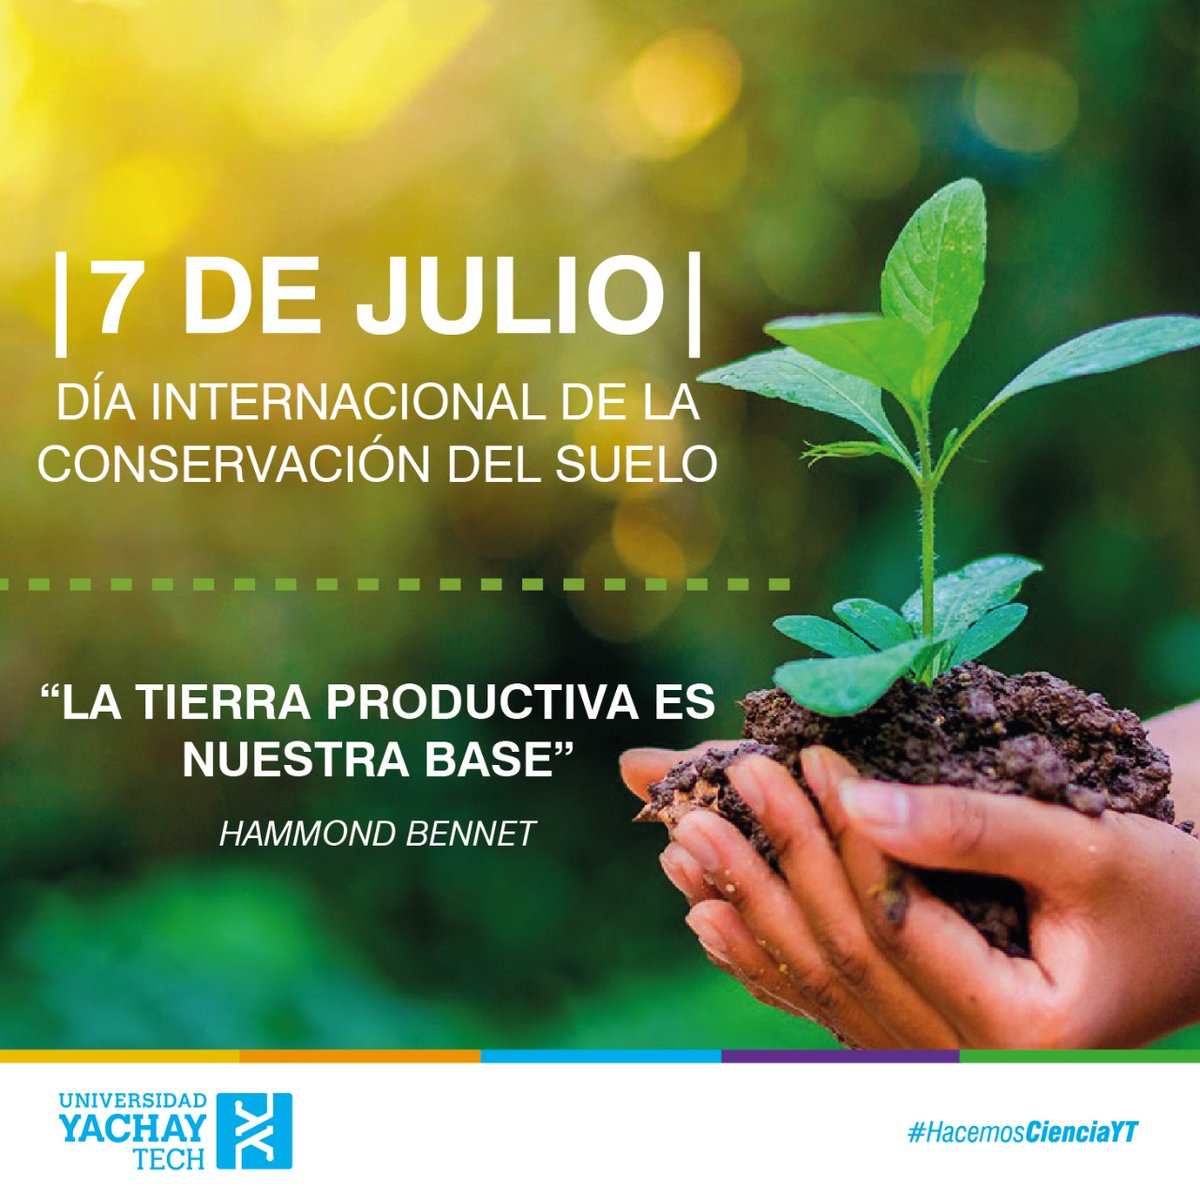 |7 DE JULIO|
DÍA INTERNACIONAL DE LA
CONSERVACIÓN DEL SUELO
“LA TIERRA PRODUCTIVA ES
NUESTRA BASE”
HAMMOND BENNET
UNIVERSIDAD
YACHAY
TECH
#HacemosCienciaYT